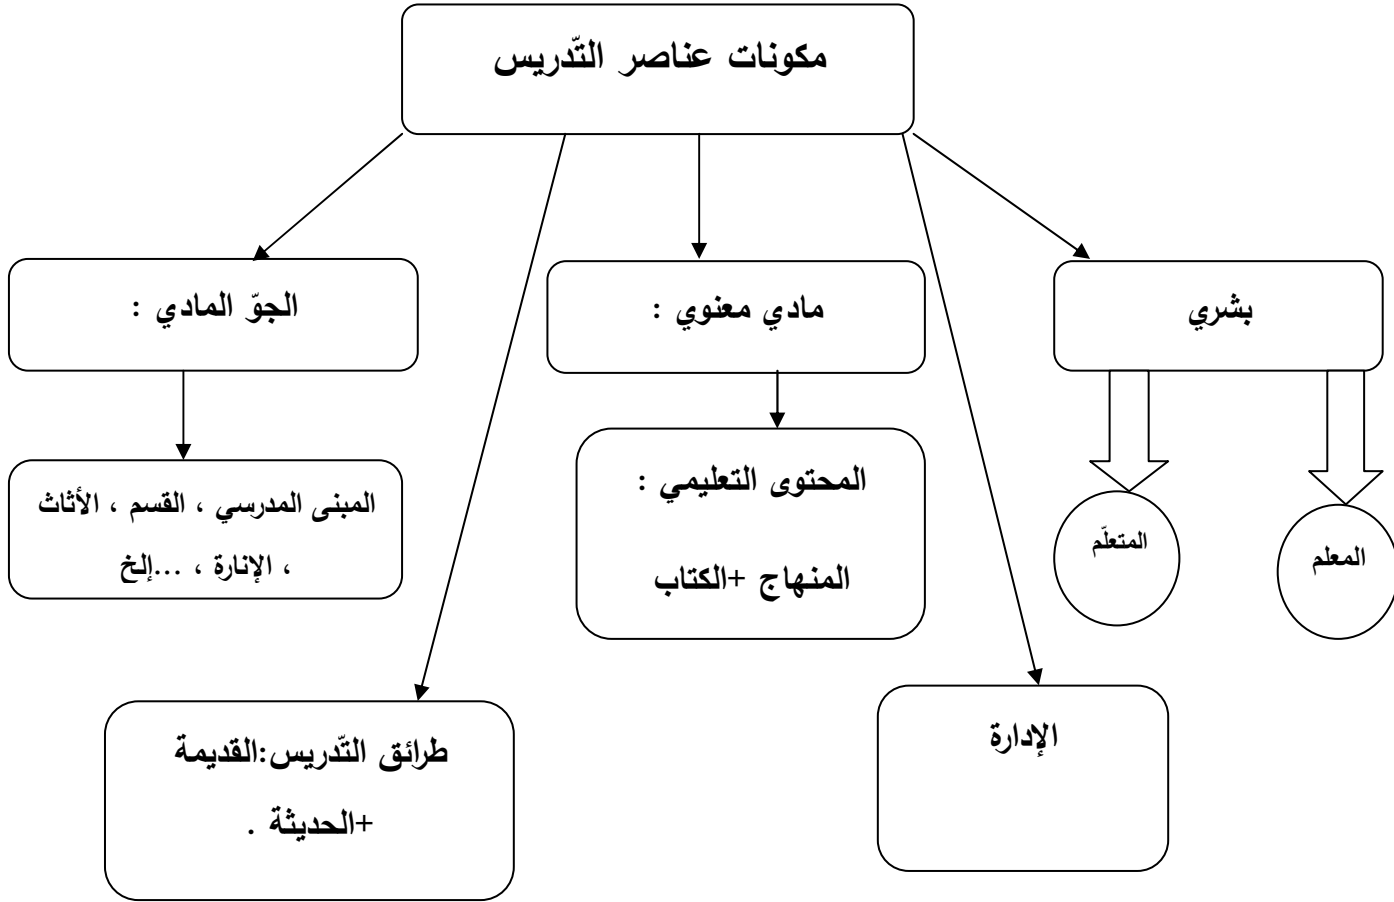 مكونات عناصر التّدريس
بشري
مادي معنوي :
الجوّ المادي :
المعلم
المتعلّم
المحتوى التعليمي :
المنهاج +الكتاب
المبنى المدرسي ، القسم ، الأثاث
، الإنارة ، ...إلخ
الإدارة
طرائق التّدريس:القديمة
+الحديثة .